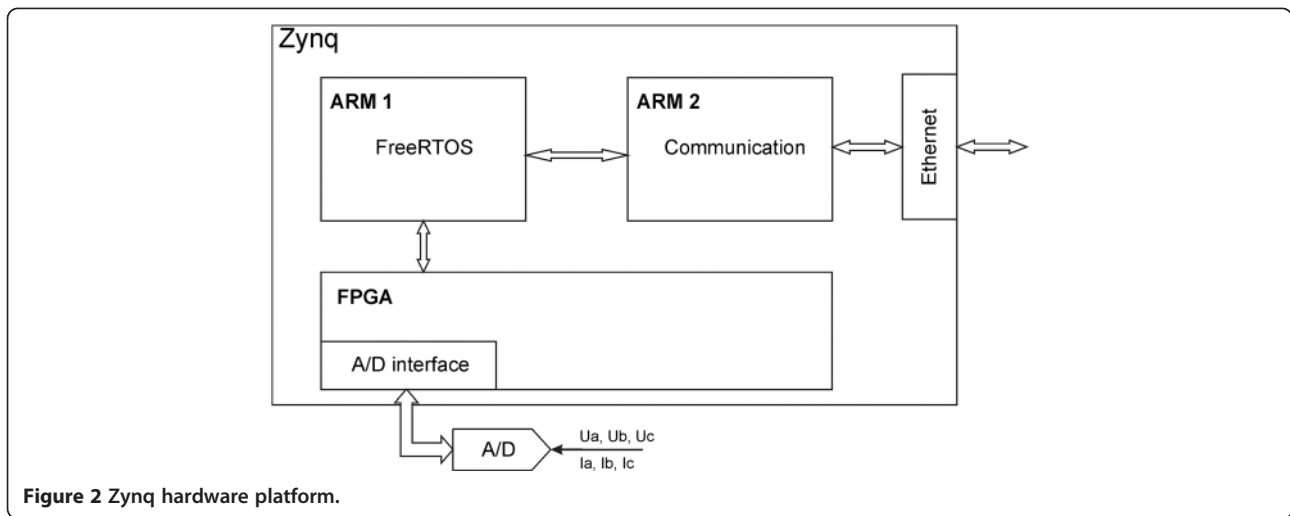 Zynq
ARM 1
FreeRTOS
ARM 2
Communication
Ethernet
FPGA
A/D interface
A/D
Ua, Ub, Uc
Ia, Ib, Ic
Figure 2 Zynq hardware platform.